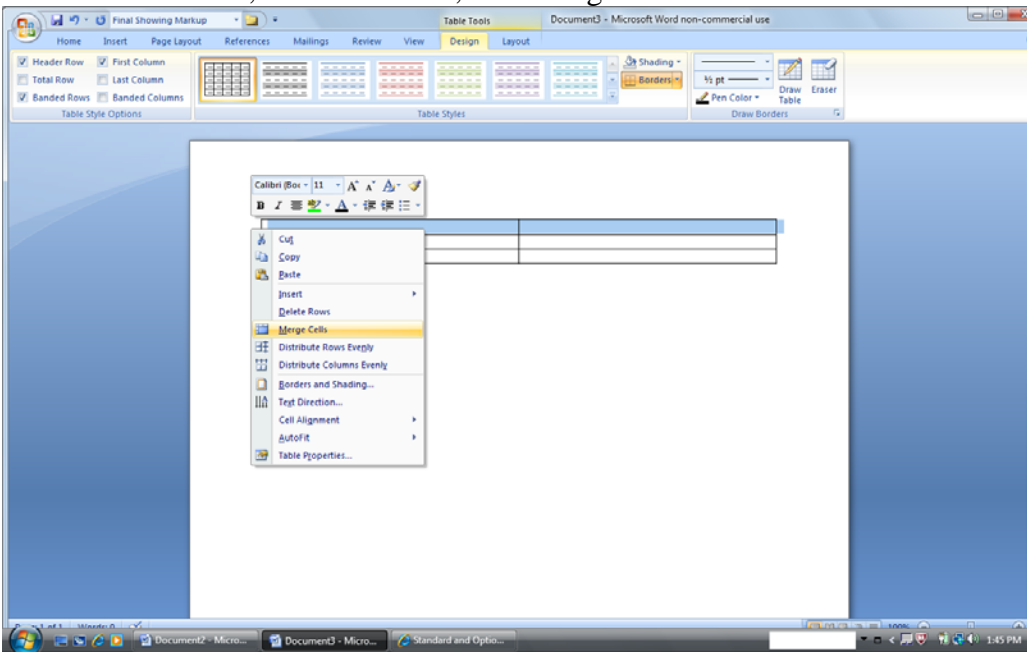 Final Showing Markup
Table Tools
Document3 - Microsoft Word non-commercial use
Home Insert Page Layout References Mailings Review View Design Layout
Header Row First Column
Total Row Last Column
Banded Rows Banded Columns
Table Style Options
Table Styles
Shading
Borders
½ pt
Pen Color
Draw Table
Eraser
Draw Borders
Calibri (Boc 11 A A A
B I A
Cut
Copy
Paste
Insert
Delete Rows
Merge Cells
Distribute Rows Evenly
Distribute Columns Evenly
Borders and Shading...
Text Direction...
Cell Alignment
AutoFit
Table Properties...
100%
Document2 - Micro... Document3 - Micro... Standard and Optio... 1:45 PM